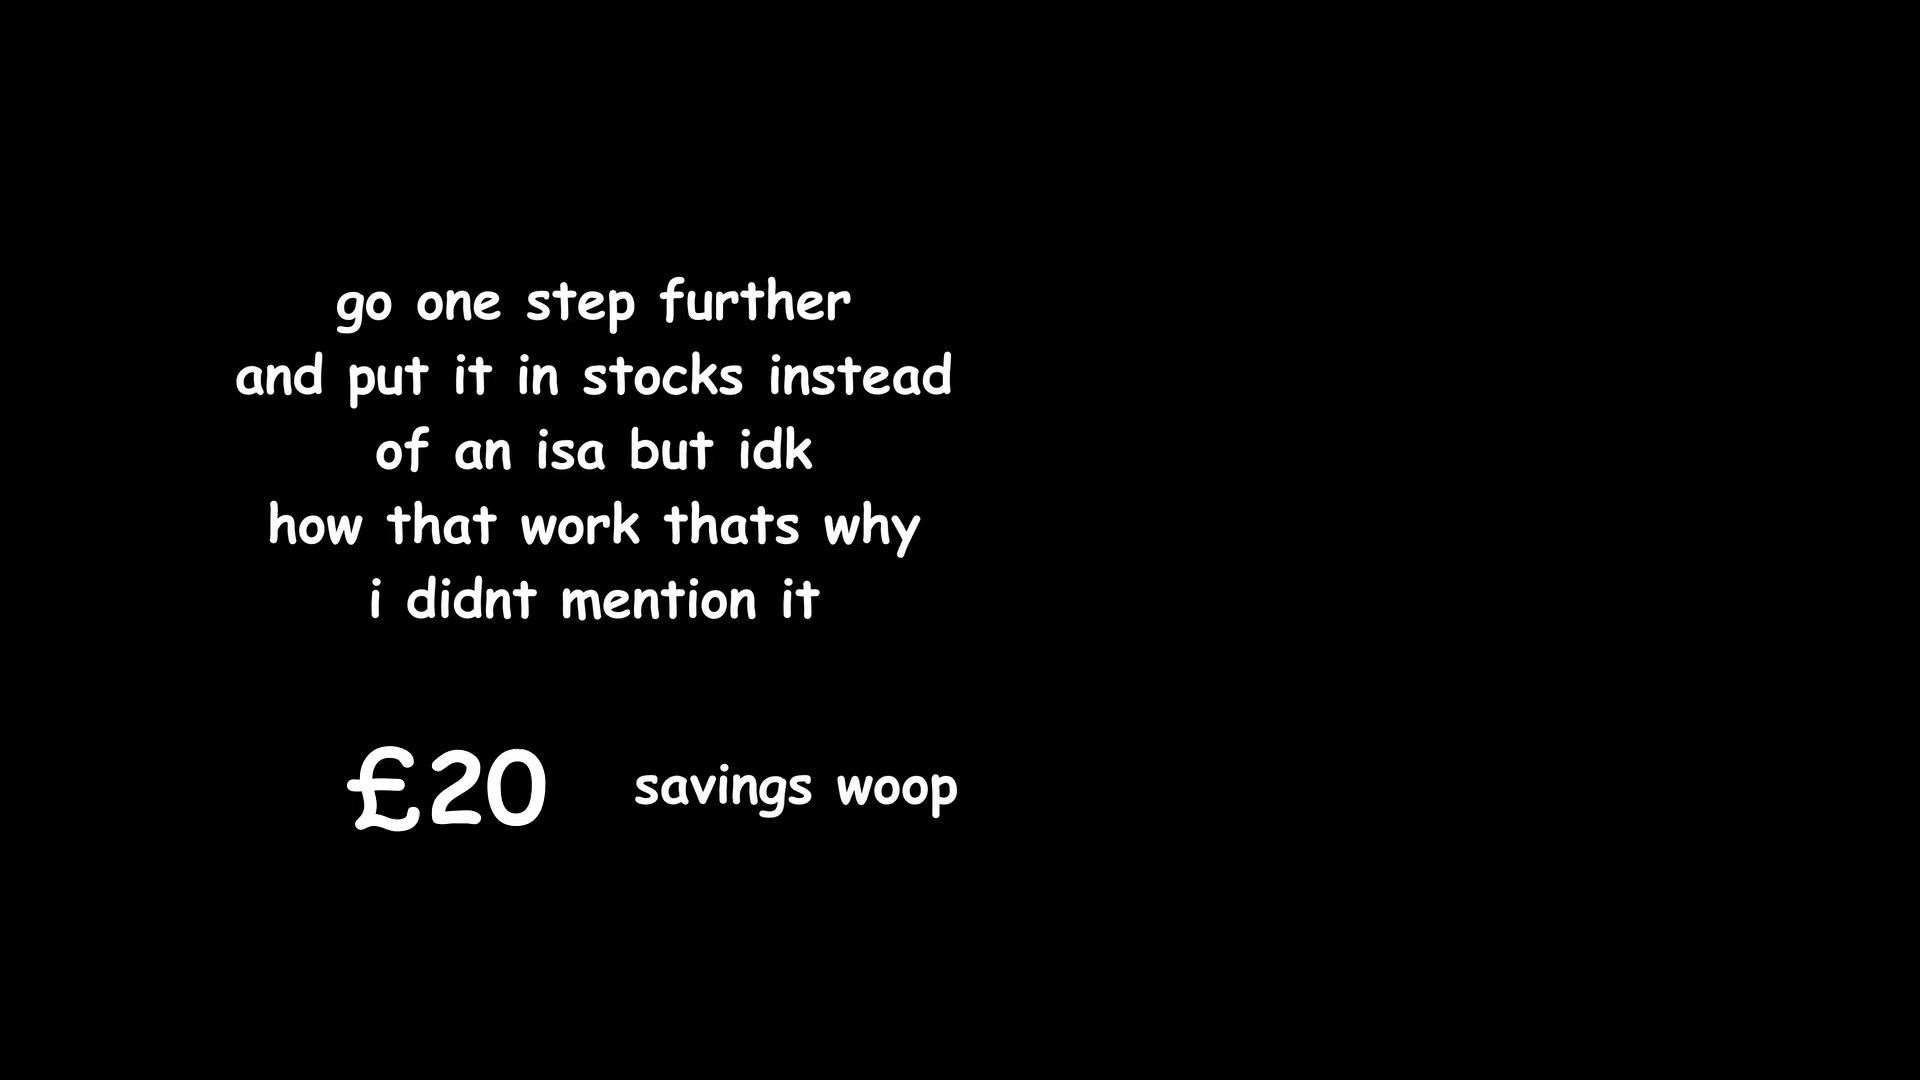 go one step further
and put it in stocks instead
of an isa but idk
how that work thats why
i didnt mention it
£20 savings woop